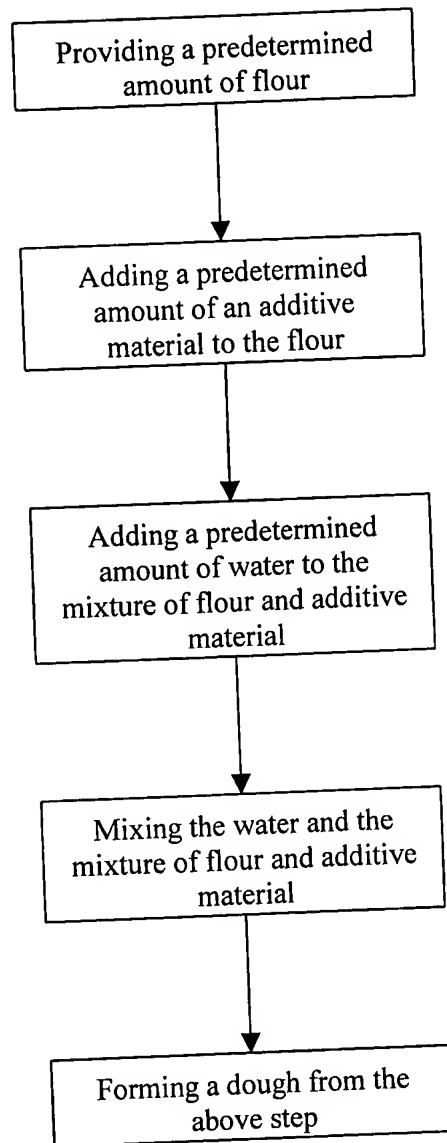 Providing a predetermined
amount of flour
Adding a predetermined
amount of an additive
material to the flour
Adding a predetermined
amount of water to the
mixture of flour and additive
material
Mixing the water and the
mixture of flour and additive
material
Forming a dough from the
above step